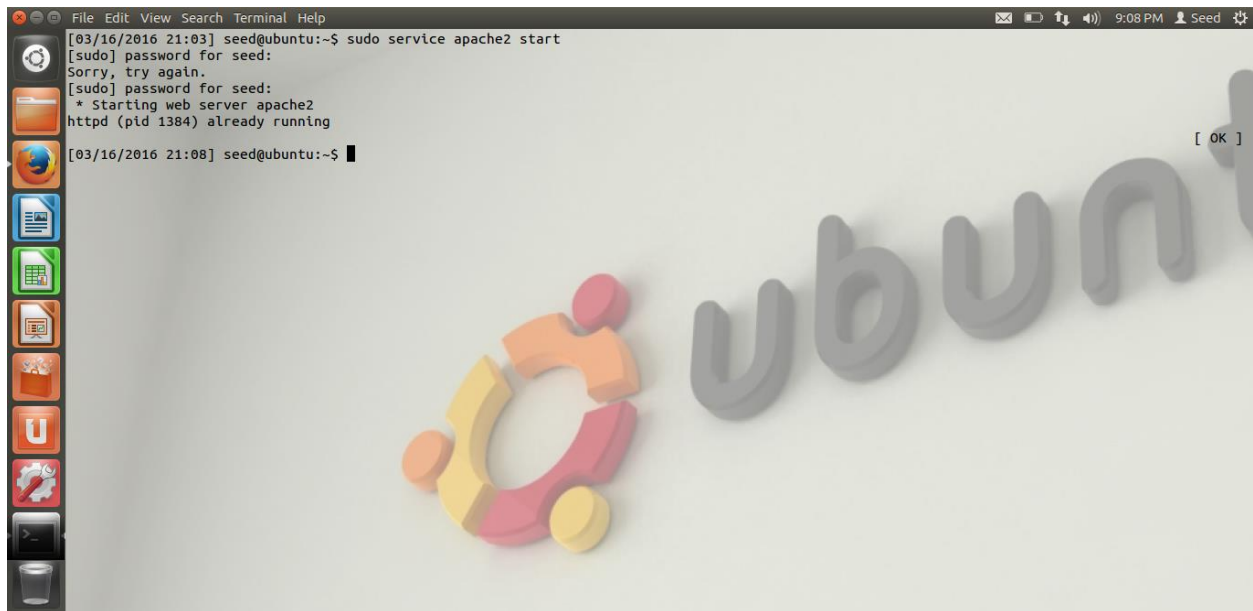 File Edit View Search Terminal Help
9:08 PM Seed
[03/16/2016 21:03] seed@ubuntu:~$ sudo service apache2 start
[sudo] password for seed:
Sorry, try again.
[sudo] password for seed:
 * Starting web server apache2
httpd (pid 1384) already running
[ OK ]
[03/16/2016 21:08] seed@ubuntu:~$
ubunt